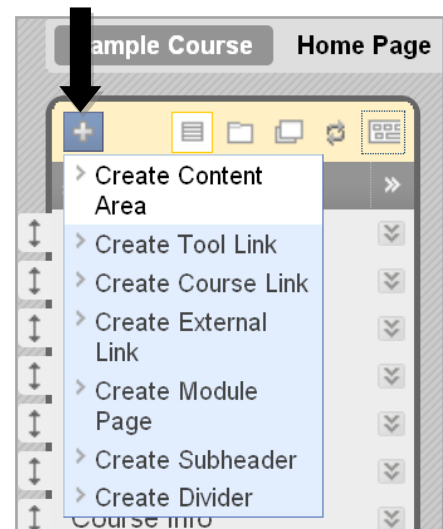 Sample Course Home Page
Create Content
Area
Create Tool Link
Create Course Link
Create External
Link
Create Module
Page
Create Subheader
Create Divider
Course Info